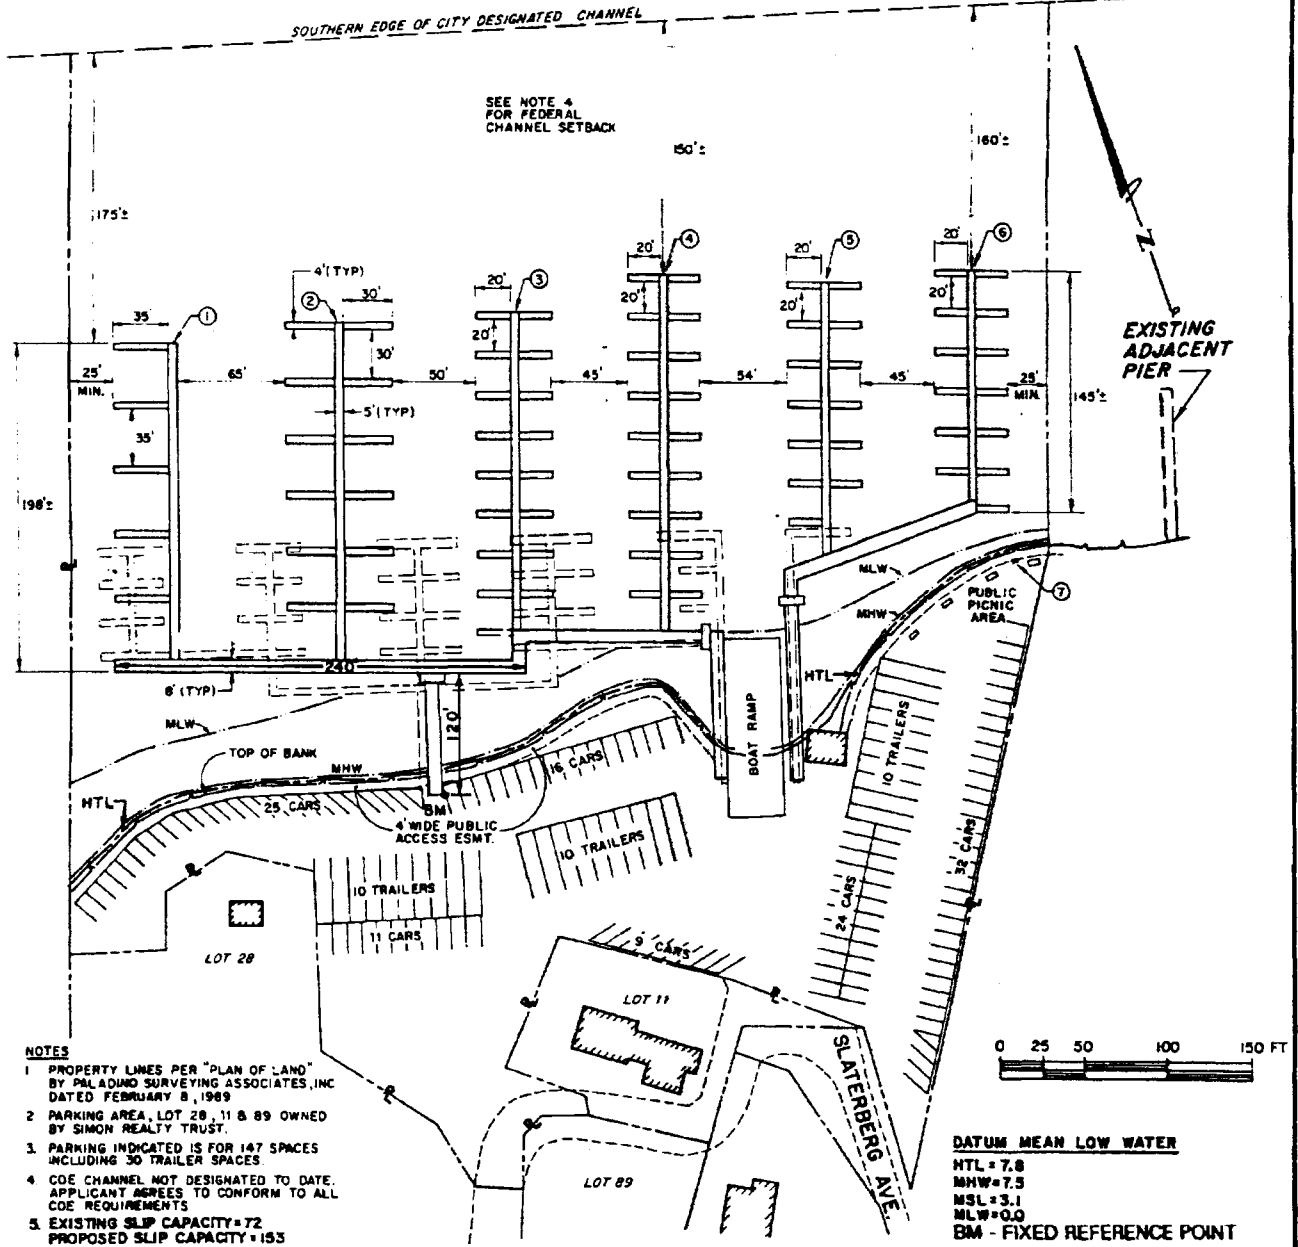 SOUTHERN EDGE OF CITY DESIGNATED CHANNEL
SEE NOTE 4
FOR FEDERAL
CHANNEL SETBACK
150'±
160'±
175'±
N
EXISTING
ADJACENT
PIER
20'
4
20'
5
20'
6
4'(TYP)
2
30'
20'
3
20'
20'
20'
35'
1
20'
30'
25'
MIN.
65'
50'
45'
54'
45'
25'
MIN.
145'±
5'(TYP)
35'
198'±
PL
MLW
MHW
PUBLIC
PICNIC
AREA
7
240
6'(TYP)
120'
HTL
MLW
TOP OF BANK
MHW
BOAT RAMP
10 TRAILERS
16 CARS
HTL
25 CARS
BM
4' WIDE PUBLIC
ACCESS ESMT.
10 TRAILERS
32 CARS
PL
10 TRAILERS
11 CARS
24 CARS
PL
9 CARS
LOT 28
LOT 11
PL
PL
SLATERBERG AVE.
0 25 50 100 150 FT
PL
PL
LOT 89
NOTES
1 PROPERTY LINES PER "PLAN OF LAND"
BY PALADINO SURVEYING ASSOCIATES, INC
DATED FEBRUARY 8, 1989
2 PARKING AREA, LOT 28, 11 & 89 OWNED
BY SIMON REALTY TRUST.
3. PARKING INDICATED IS FOR 147 SPACES
INCLUDING 30 TRAILER SPACES.
4 COE CHANNEL NOT DESIGNATED TO DATE.
APPLICANT AGREES TO CONFORM TO ALL
COE REQUIREMENTS
5. EXISTING SLIP CAPACITY = 72
PROPOSED SLIP CAPACITY = 153
DATUM MEAN LOW WATER
HTL = 7.8
MHW = 7.5
MSL = 3.1
MLW = 0.0
BM - FIXED REFERENCE POINT